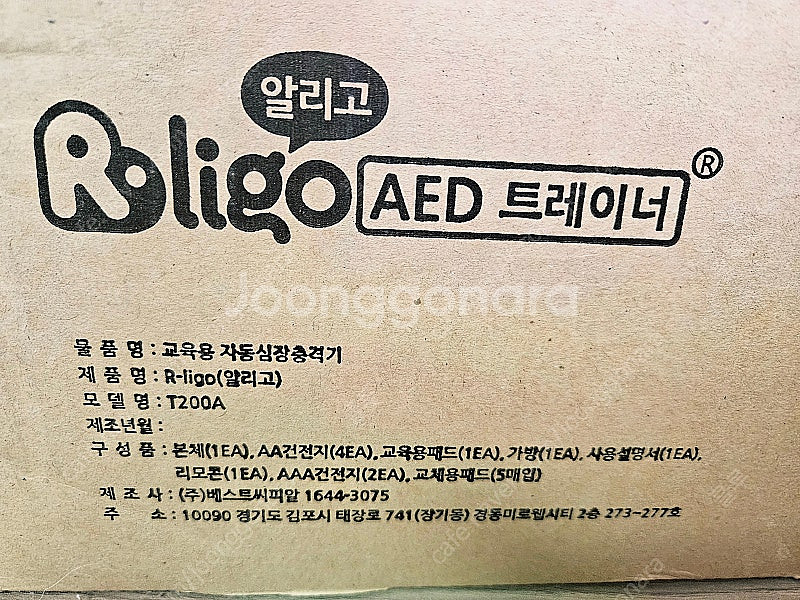 알리고
R-ligo AED 트레이너 ®
Joonggonara
물 품 명 : 교육용 자동심장충격기
제 품 명 : R-ligo(알리고)
모 델 명 : T200A
제조년월 :
구 성 품 : 본체(1EA), AA건전지(4EA), 교육용패드(1EA), 가방(1EA), 사용설명서(1EA),
리모콘(1EA), AAA건전지(2EA), 교체용패드(5매입)
제 조 사 : (주)베스트씨피알 1644-3075
주 소 : 10090 경기도 김포시 태장로 741(장기동) 경동미르웰시티 2층 273~277호